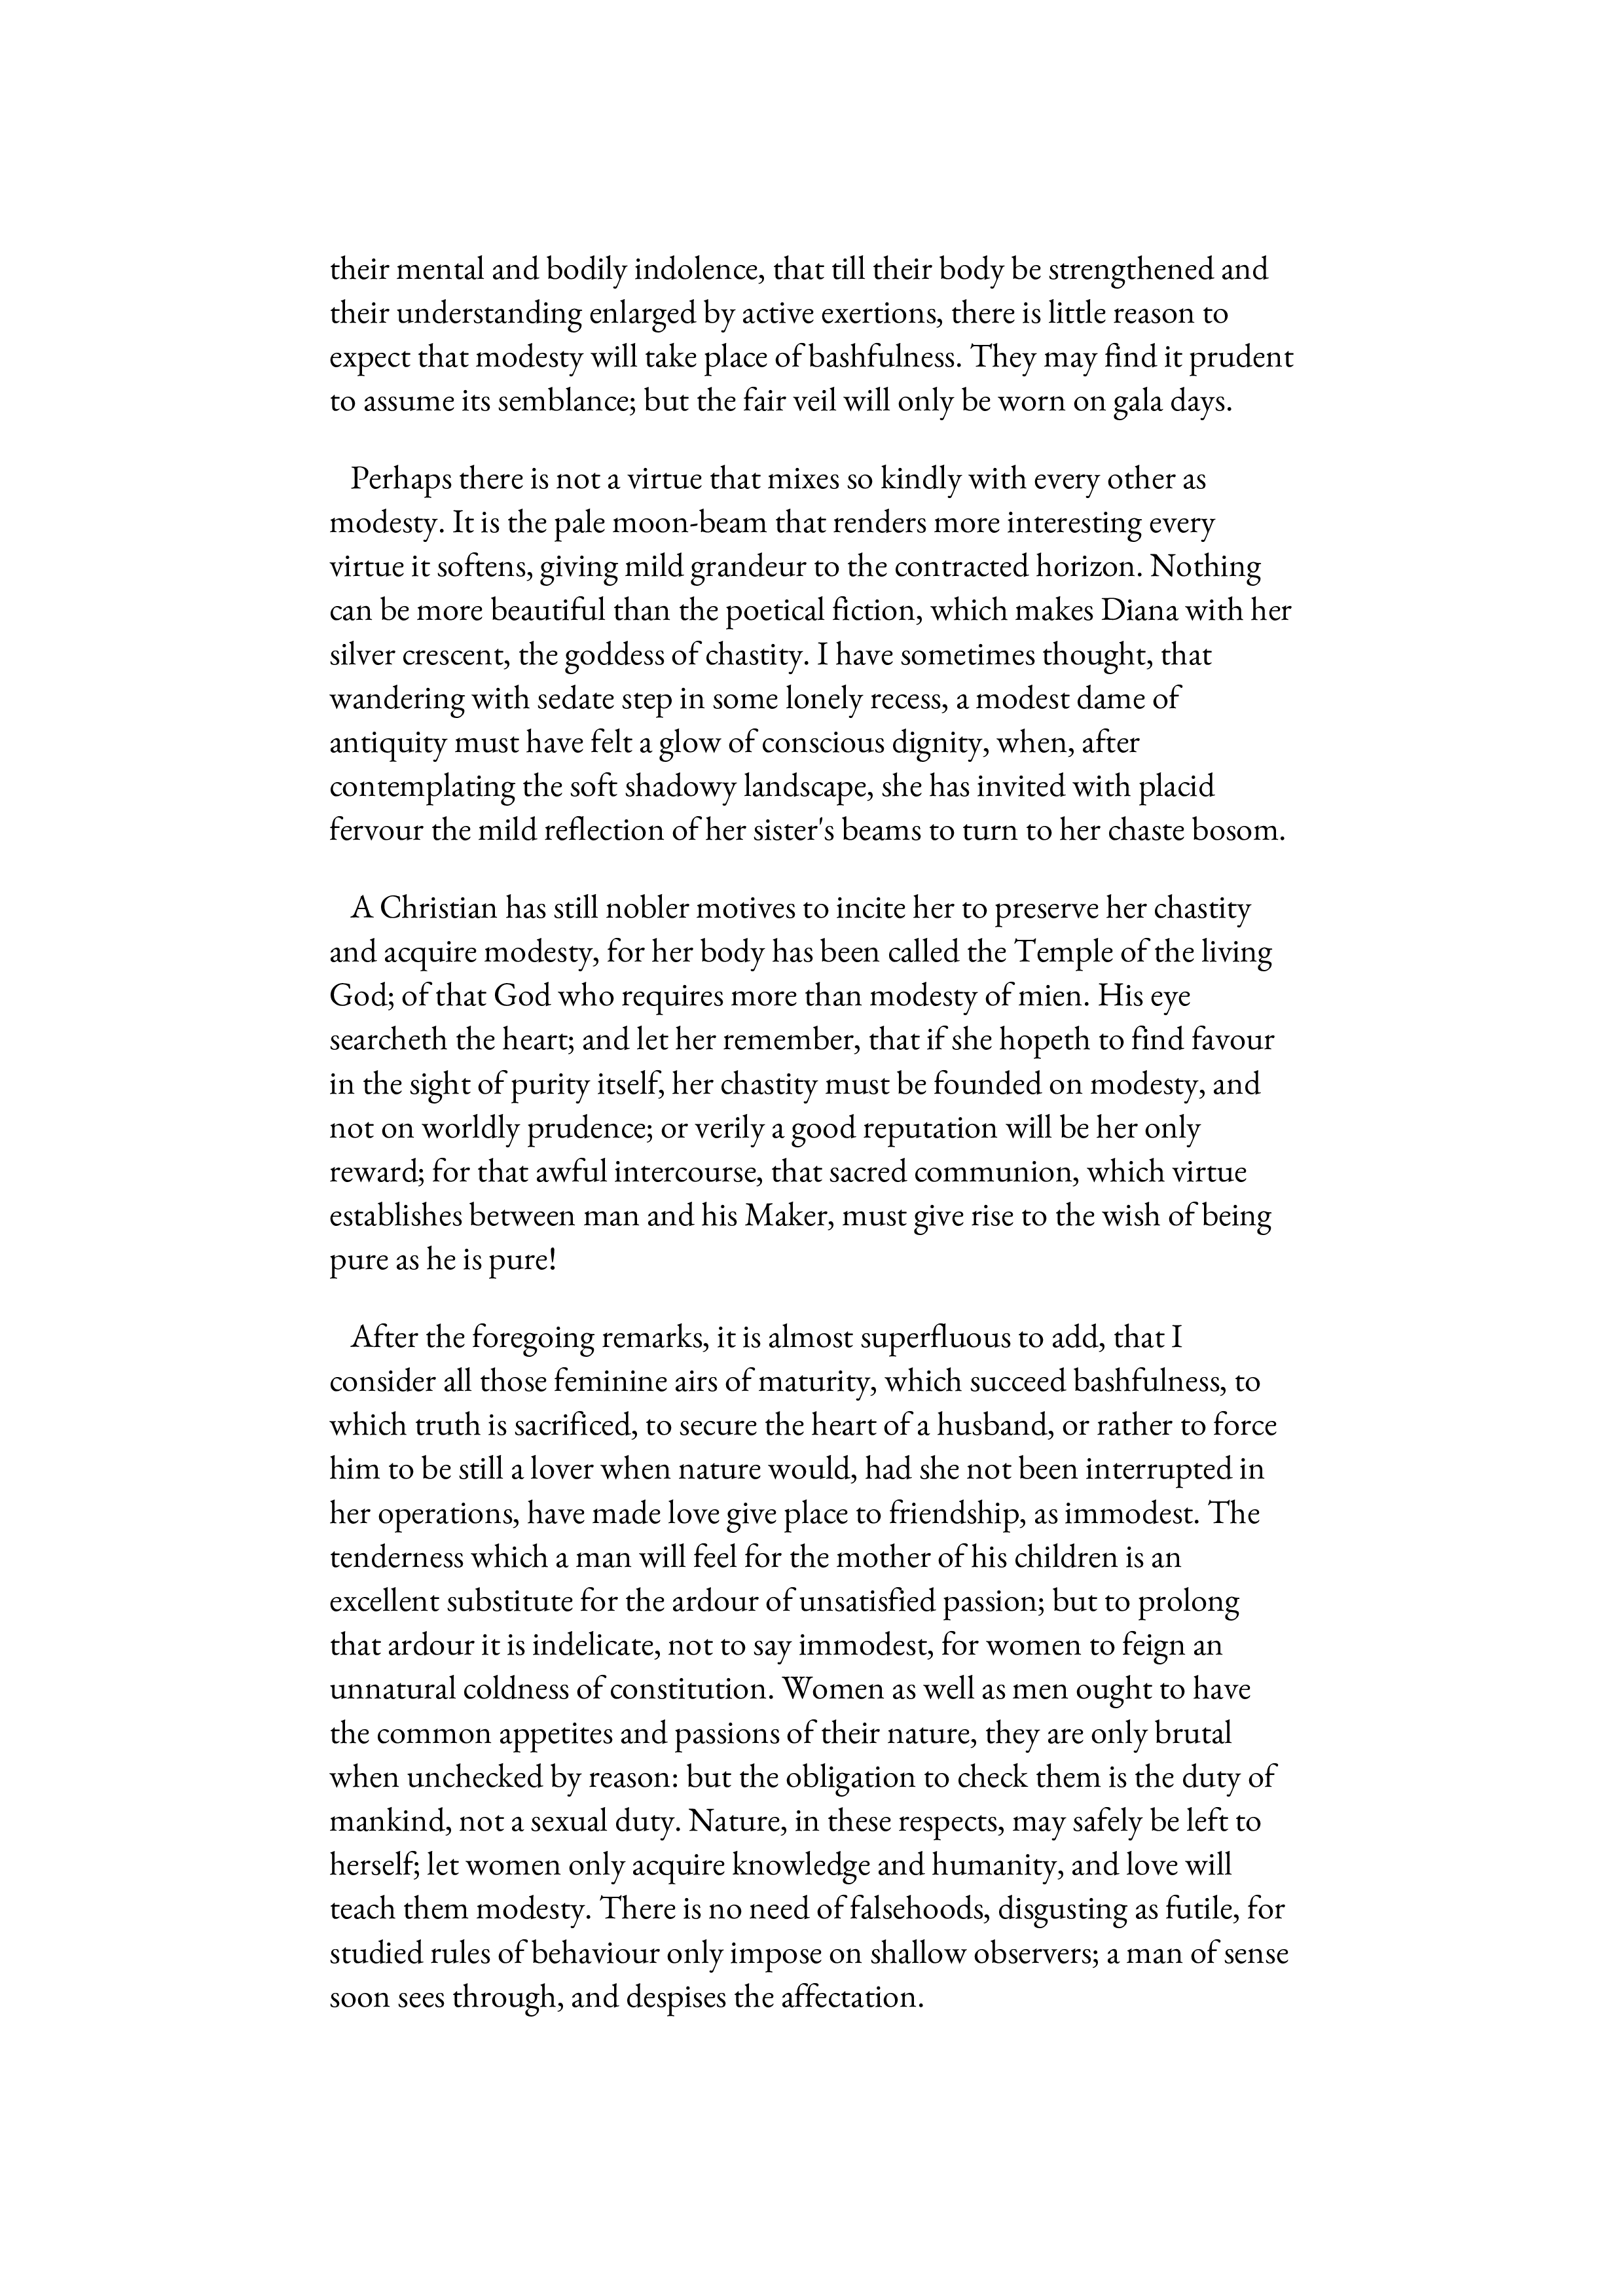 their mental and bodily indolence, that till their body be strengthened and
their understanding enlarged by active exertions, there is little reason to
expect that modesty will take place of bashfulness. They may find it prudent
to assume its semblance; but the fair veil will only be worn on gala days.
Perhaps there is not a virtue that mixes so kindly with every other as
modesty. It is the pale moon-beam that renders more interesting every
virtue it softens, giving mild grandeur to the contracted horizon. Nothing
can be more beautiful than the poetical fiction, which makes Diana with her
silver crescent, the goddess of chastity. I have sometimes thought, that
wandering with sedate step in some lonely recess, a modest dame of
antiquity must have felt a glow of conscious dignity, when, after
contemplating the soft shadowy landscape, she has invited with placid
fervour the mild reflection of her sister's beams to turn to her chaste bosom.
A Christian has still nobler motives to incite her to preserve her chastity
and acquire modesty, for her body has been called the Temple of the living
God; of that God who requires more than modesty of mien. His eye
searcheth the heart; and let her remember, that if she hopeth to find favour
in the sight of purity itself, her chastity must be founded on modesty, and
not on worldly prudence; or verily a good reputation will be her only
reward; for that awful intercourse, that sacred communion, which virtue
establishes between man and his Maker, must give rise to the wish of being
pure as he is pure!
After the foregoing remarks, it is almost superfluous to add, that I
consider all those feminine airs of maturity, which succeed bashfulness, to
which truth is sacrificed, to secure the heart of a husband, or rather to force
him to be still a lover when nature would, had she not been interrupted in
her operations, have made love give place to friendship, as immodest. The
tenderness which a man will feel for the mother of his children is an
excellent substitute for the ardour of unsatisfied passion; but to prolong
that ardour it is indelicate, not to say immodest, for women to feign an
unnatural coldness of constitution. Women as well as men ought to have
the common appetites and passions of their nature, they are only brutal
when unchecked by reason: but the obligation to check them is the duty of
mankind, not a sexual duty. Nature, in these respects, may safely be left to
herself; let women only acquire knowledge and humanity, and love will
teach them modesty. There is no need of falsehoods, disgusting as futile, for
studied rules of behaviour only impose on shallow observers; a man of sense
soon sees through, and despises the affectation.